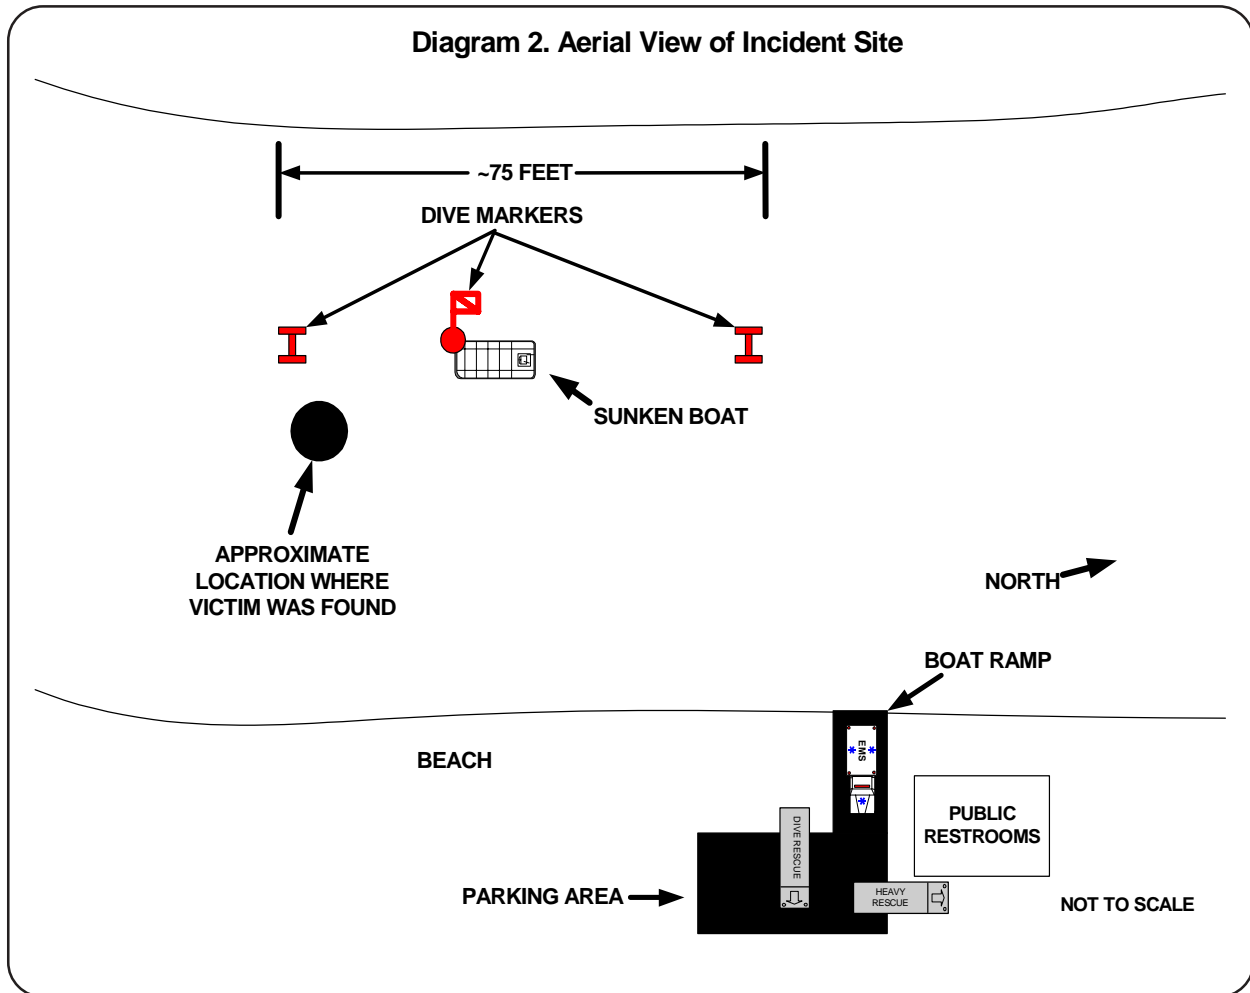 Diagram 2. Aerial View of Incident Site
~75 FEET
DIVE MARKERS
SUNKEN BOAT
APPROXIMATE
LOCATION WHERE
VICTIM WAS FOUND
NORTH
BOAT RAMP
EMS
BEACH
DIVE RESCUE
PUBLIC
RESTROOMS
PARKING AREA
HEAVY
RESCUE
NOT TO SCALE